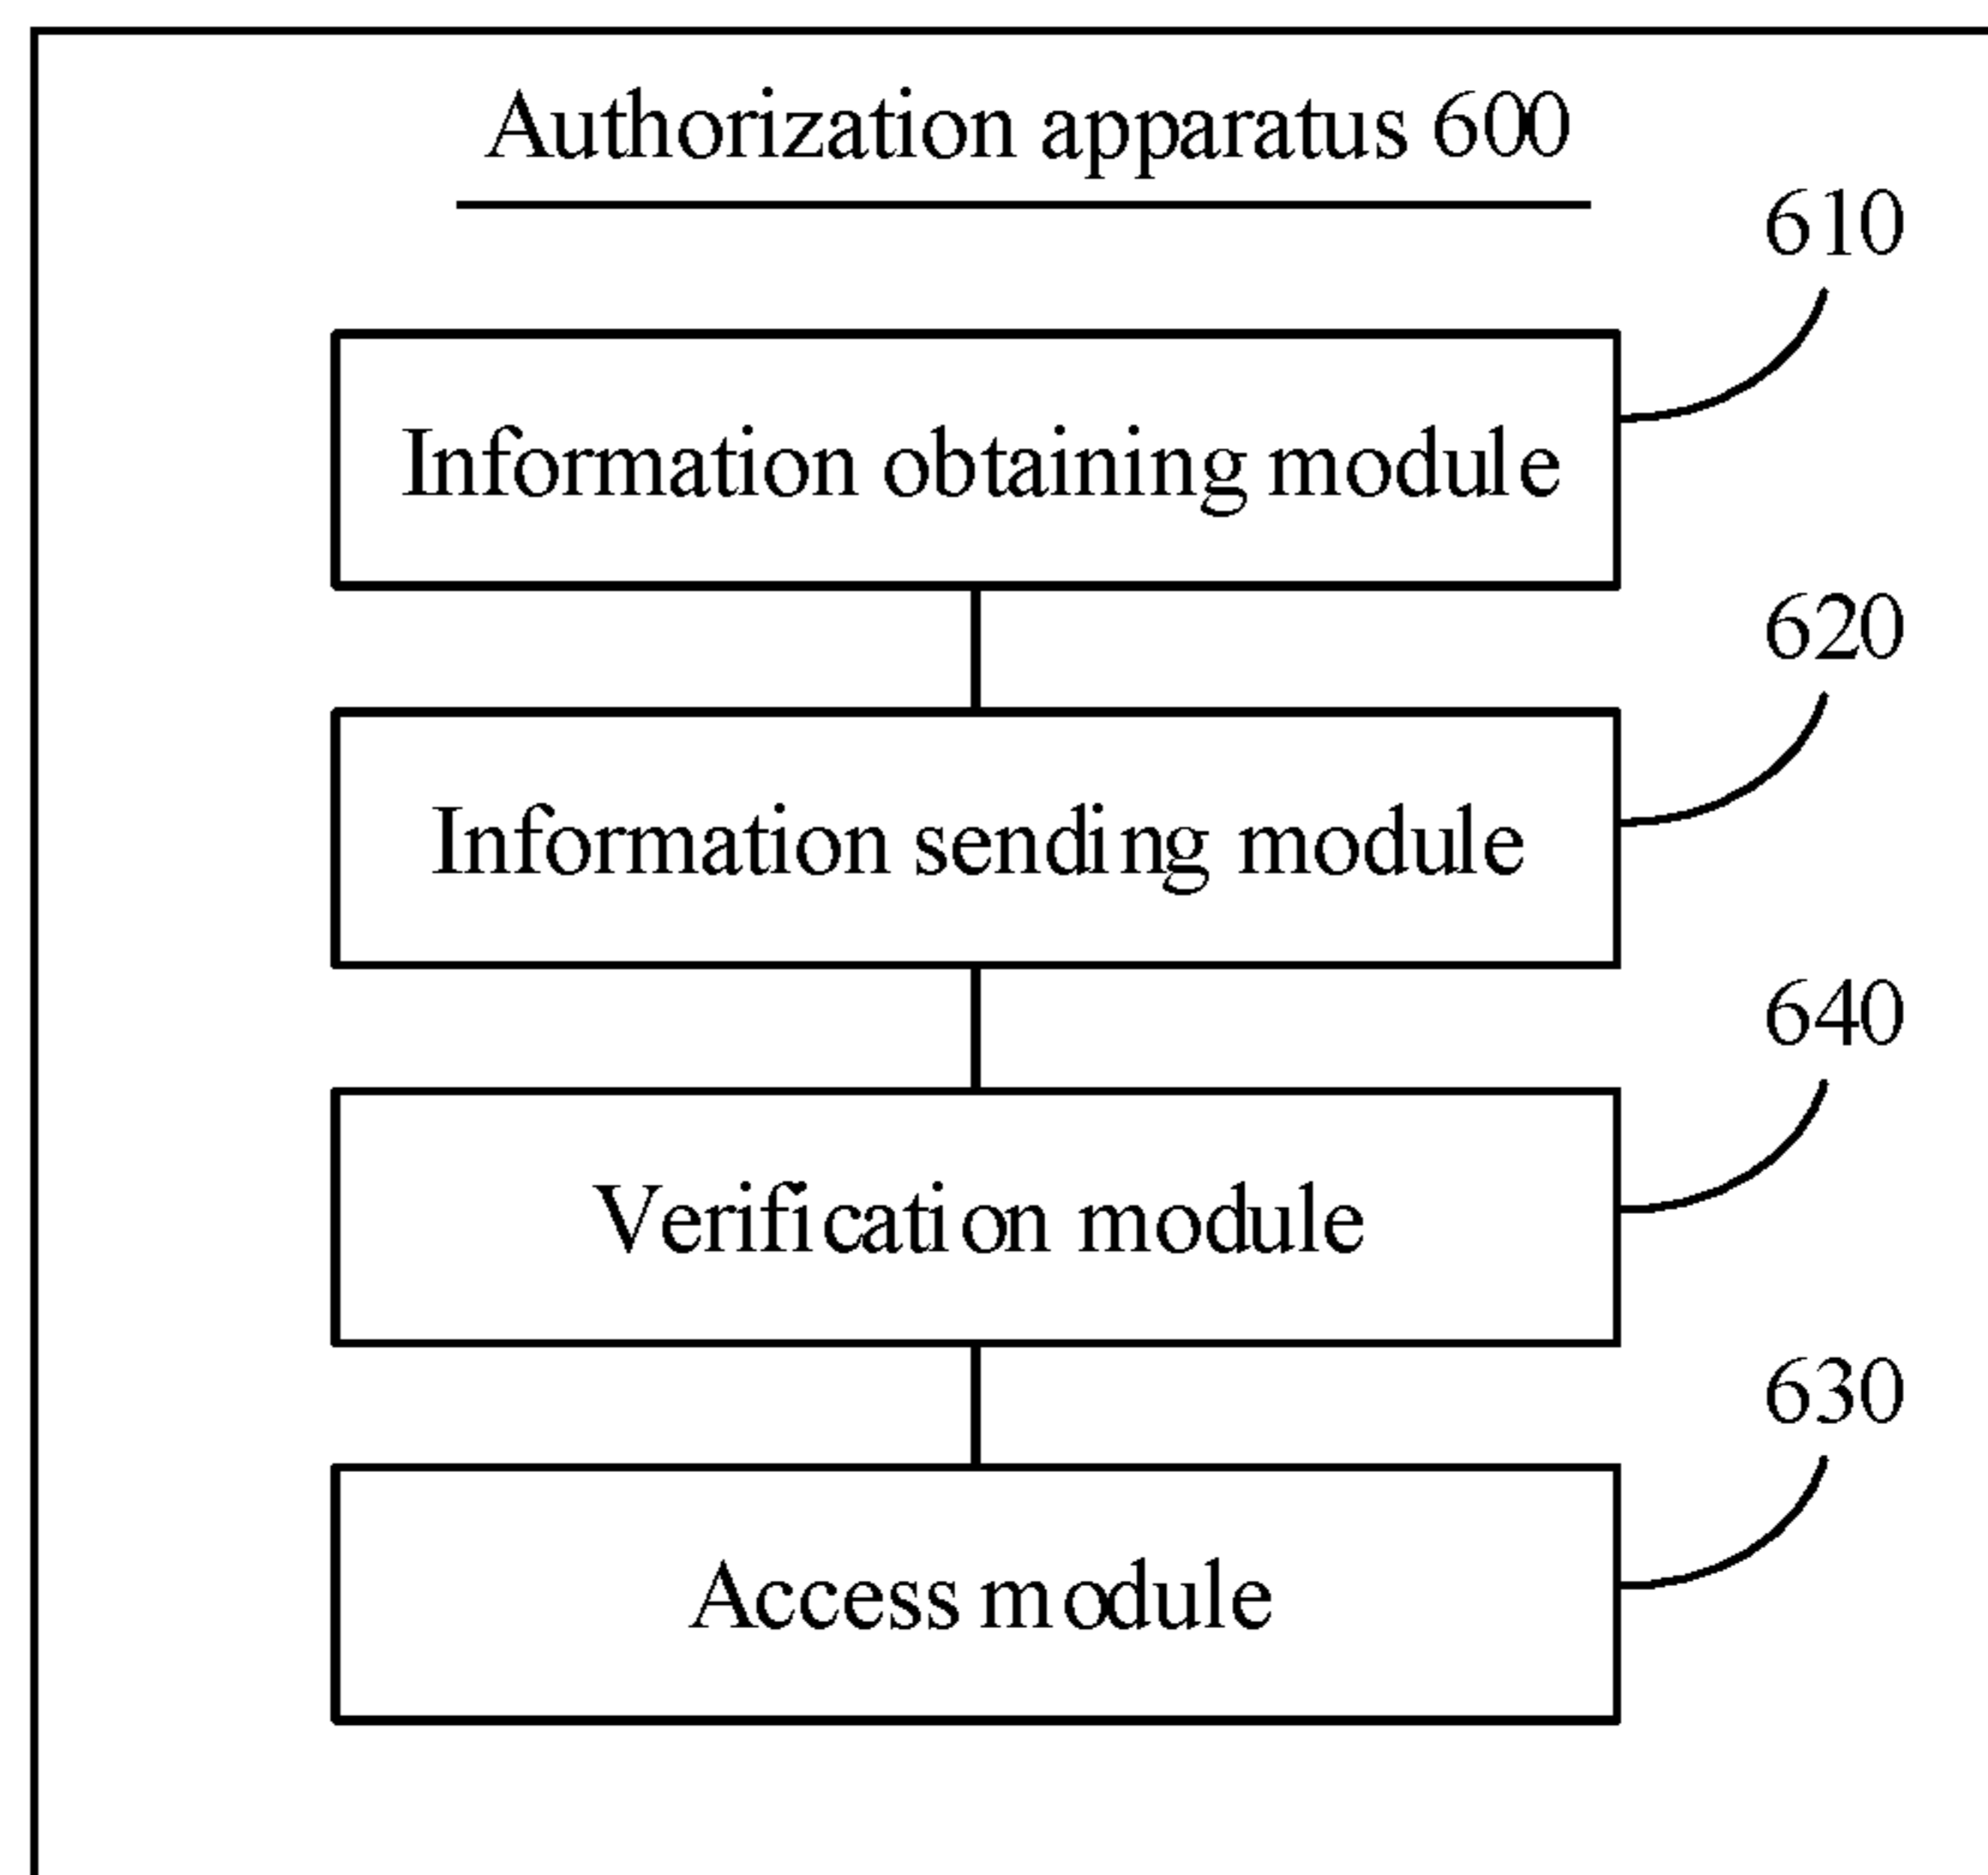 Authorization apparatus 600
610
Information obtaining module
620
Information sending module
640
Verification module
630
Access module